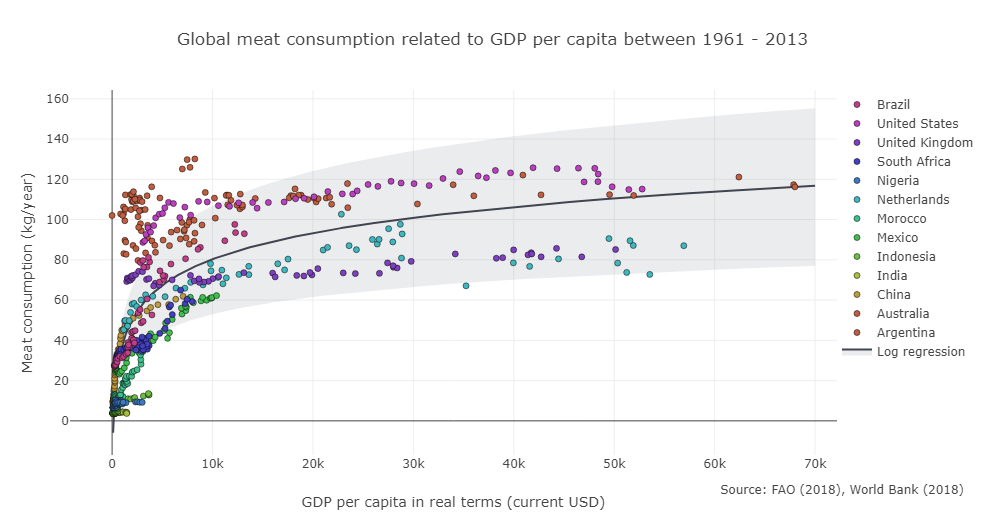 Global meat consumption related to GDP per capita between 1961 - 2013
Meat consumption (kg/year)
160
140
120
100
80
60
40
20
0
0 10k 20k 30k 40k 50k 60k 70k
GDP per capita in real terms (current USD)
Brazil
United States
United Kingdom
South Africa
Nigeria
Netherlands
Morocco
Mexico
Indonesia
India
China
Australia
Argentina
Log regression
Source: FAO (2018), World Bank (2018)